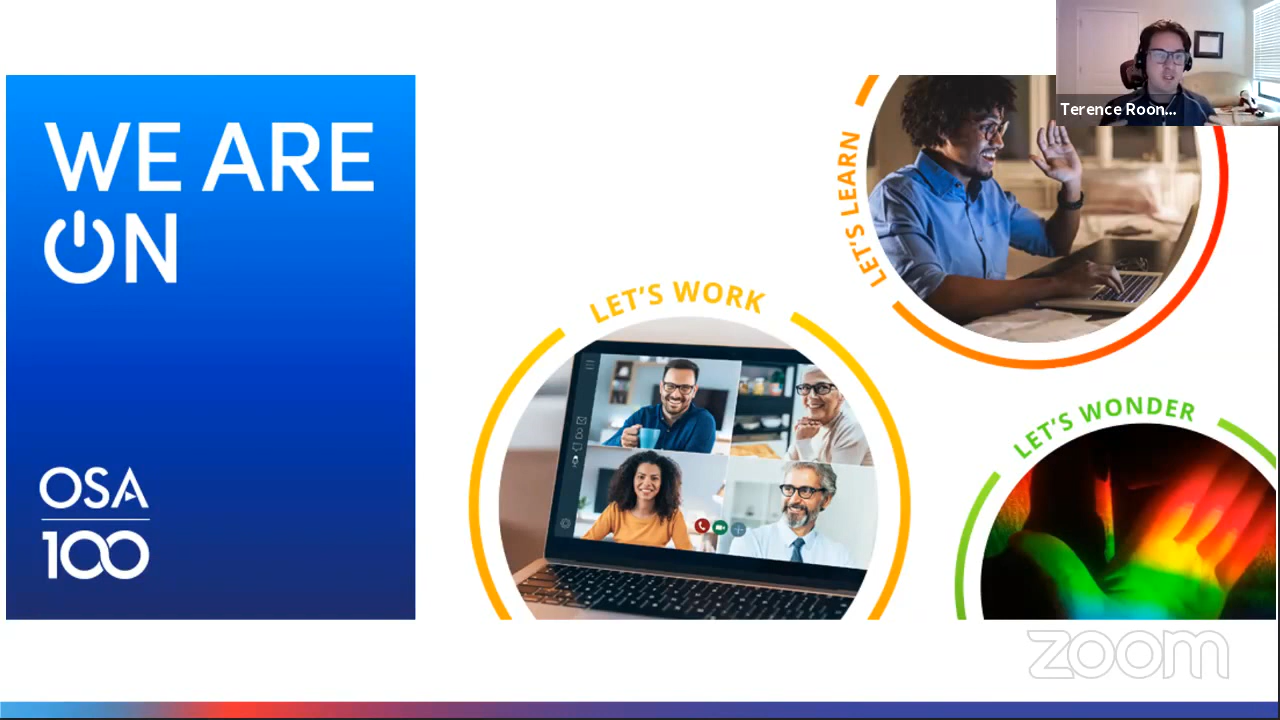 WE ARE
ON
OSA
100
LET'S WORK
LET'S LEARN
LET'S WONDER
Terence Roon...
zoom